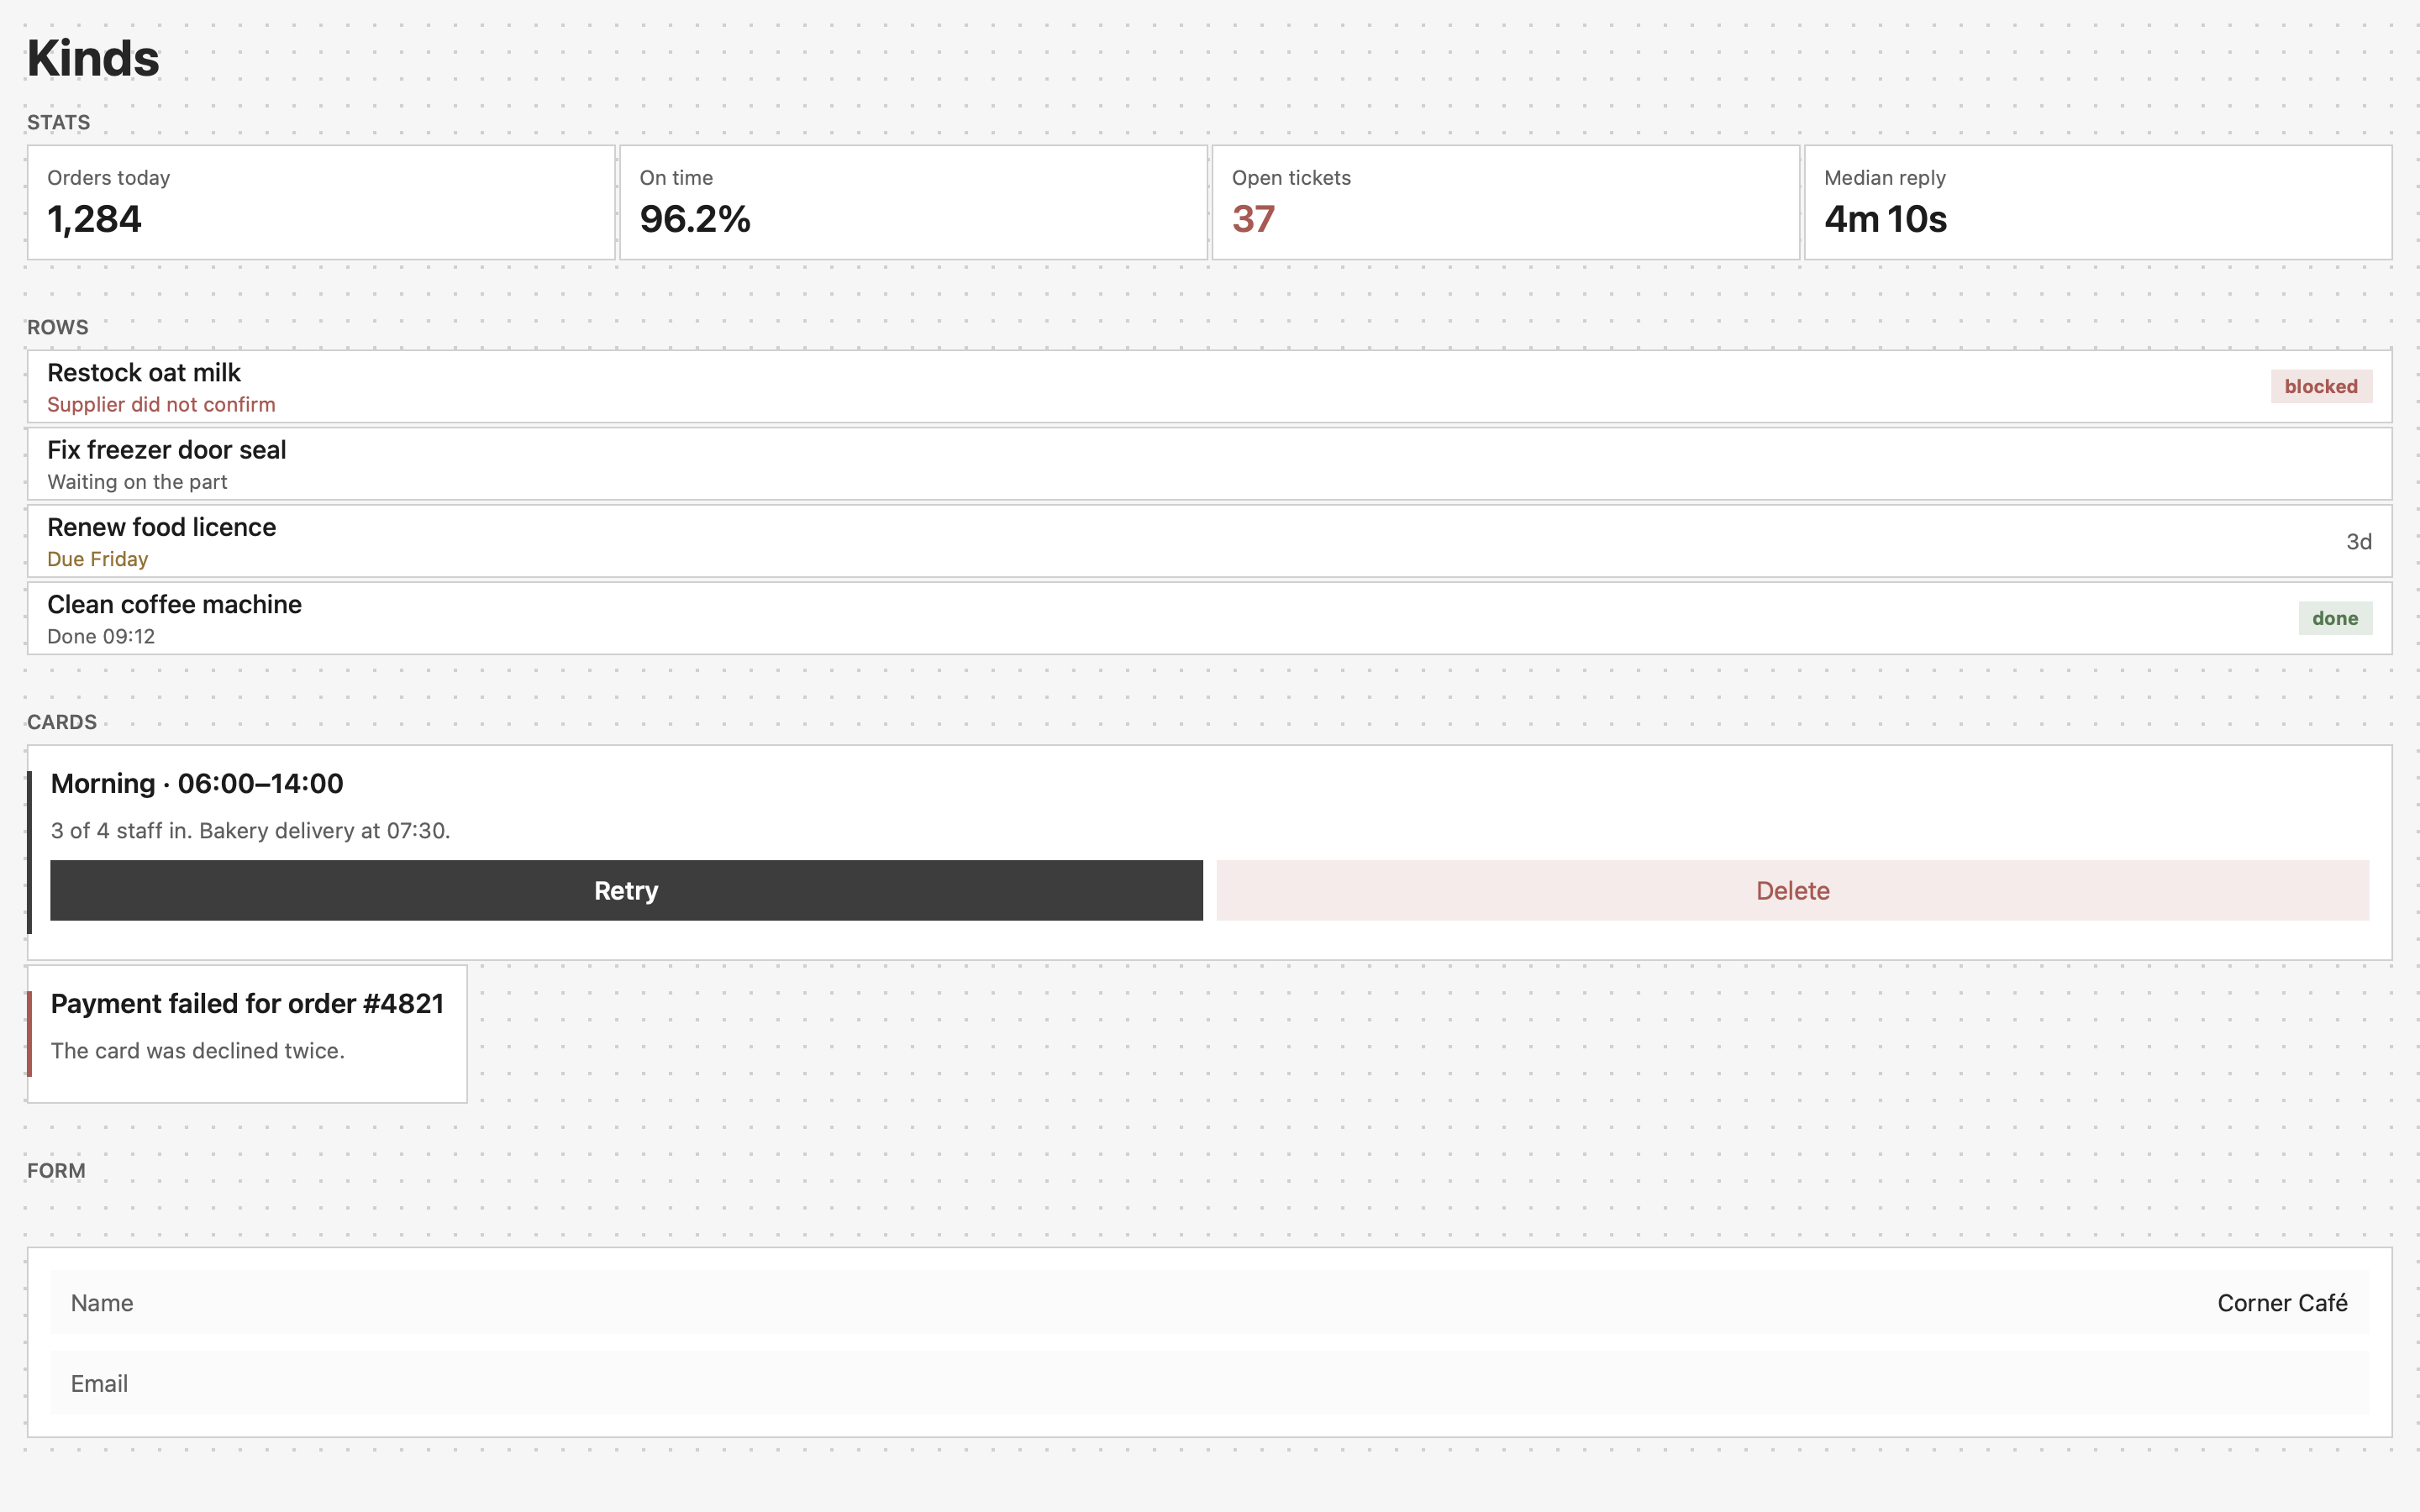 Kinds
STATS
Orders today
1,284
On time
96.2%
Open tickets
37
Median reply
4m 10s
ROWS
Restock oat milk
Supplier did not confirm
blocked
Fix freezer door seal
Waiting on the part
Renew food licence
Due Friday
3d
Clean coffee machine
Done 09:12
done
CARDS
Morning · 06:00–14:00
3 of 4 staff in. Bakery delivery at 07:30.
Retry
Delete
Payment failed for order #4821
The card was declined twice.
FORM
Name
Corner Café
Email